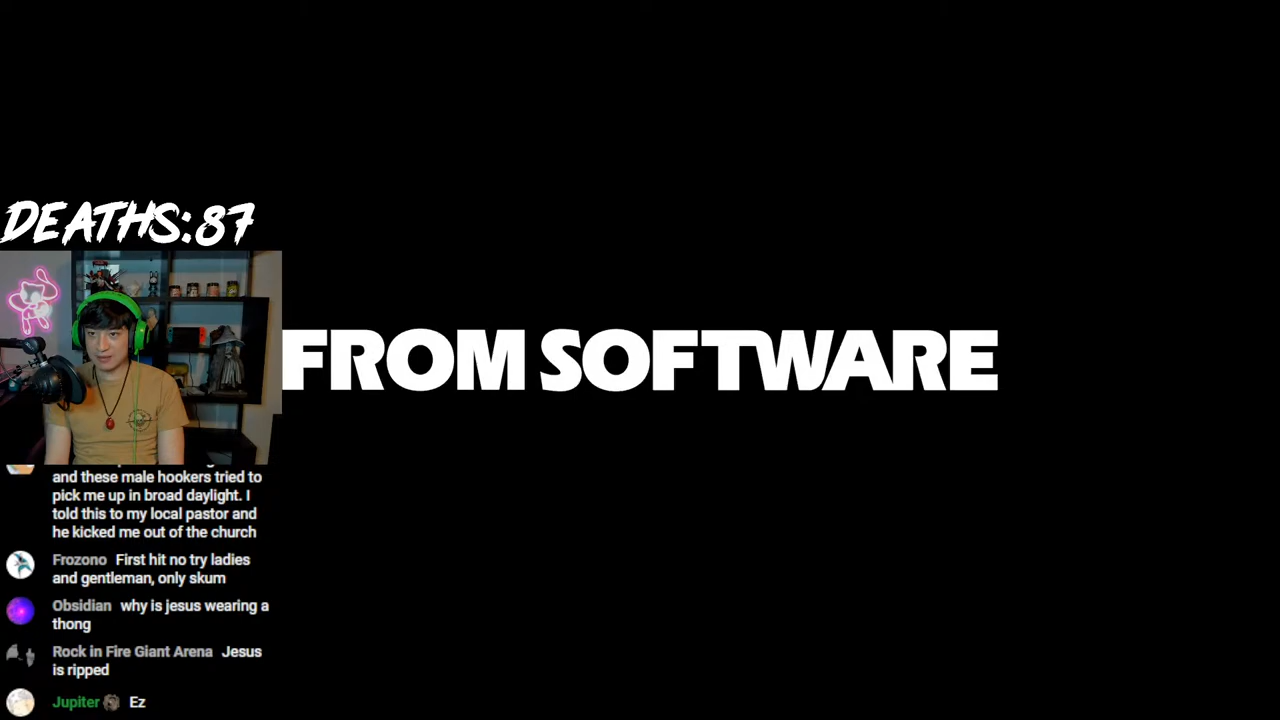 DEATHS:87
FROM SOFTWARE
and these male hookers tried to
pick me up in broad daylight. I
told this to my local pastor and
he kicked me out of the church
Frozono First hit no try ladies
and gentleman, only skum
Obsidian why is jesus wearing a
thong
Rock in Fire Giant Arena Jesus
is ripped
Jupiter Ez